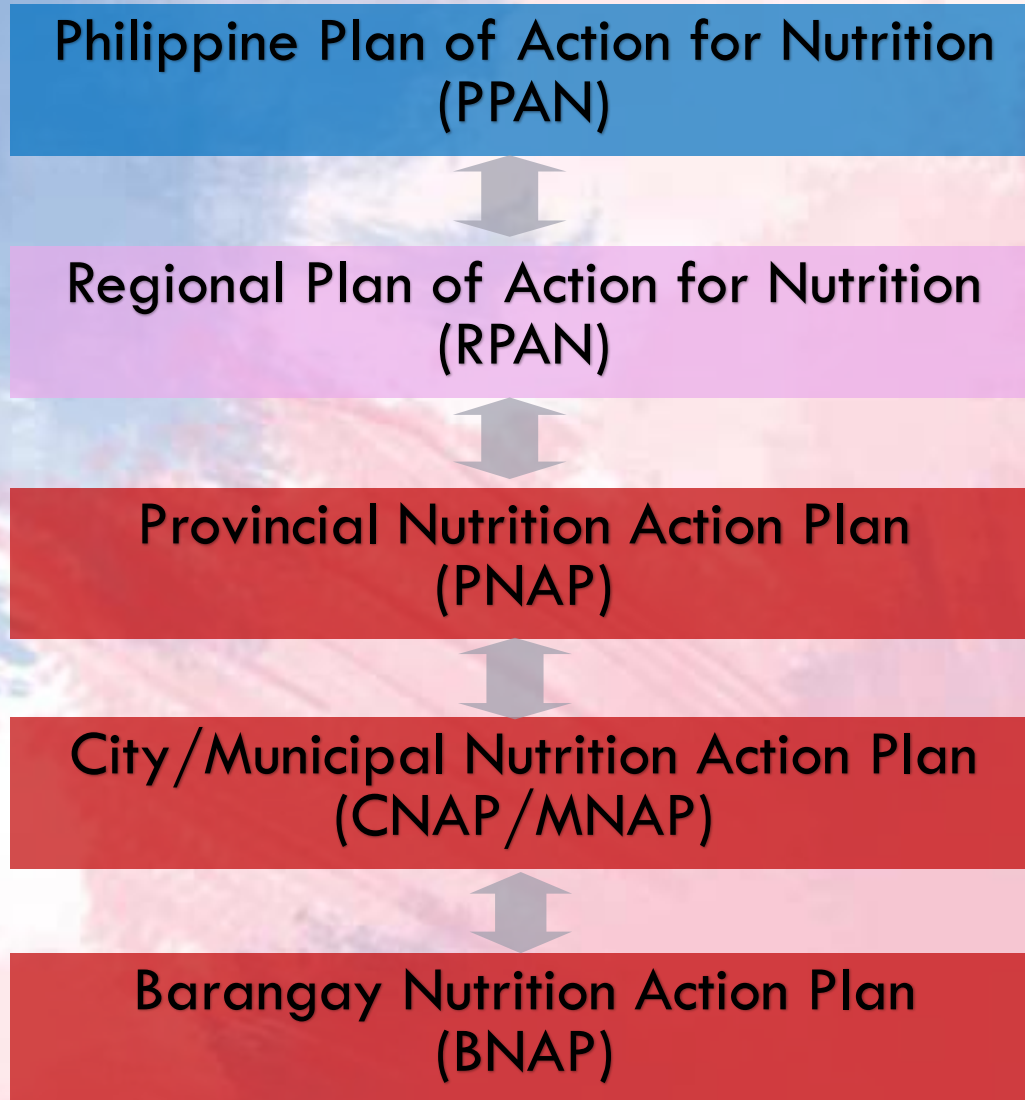 Philippine Plan of Action for Nutrition
(PPAN)
Regional Plan of Action for Nutrition
(RPAN)
Provincial Nutrition Action Plan
(PNAP)
City/Municipal Nutrition Action Plan
(CNAP/MNAP)
Barangay Nutrition Action Plan
(BNAP)